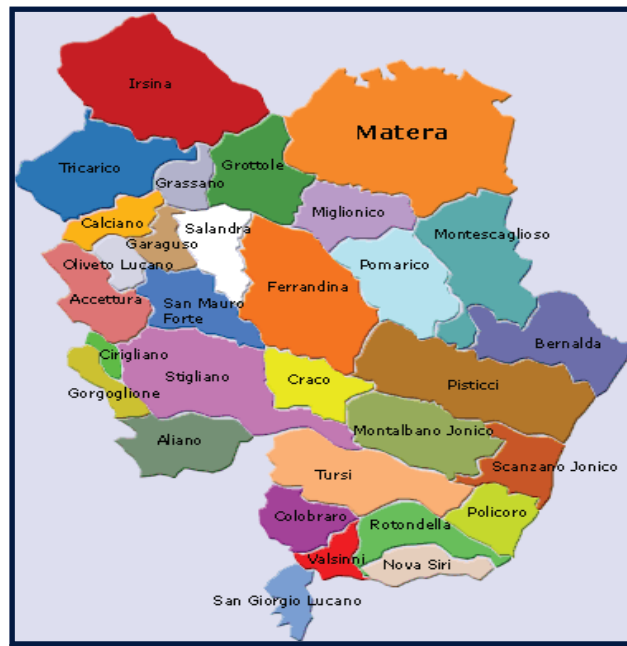 Irsina
Matera
Tricarico
Grottole
Grassano
Miglionico
Calciano
Salandra
Montescaglioso
Garaguso
Oliveto Lucano
Pomarico
Ferrandina
Accettura
San Mauro
Forte
Bernalda
Cirigliano
Stigliano
Craco
Pisticci
Gorgoglione
Montalbano Jonico
Aliano
Scanzano Jonico
Tursi
Policoro
Colobraro
Rotondella
Valsinni
Nova Siri
San Giorgio Lucano